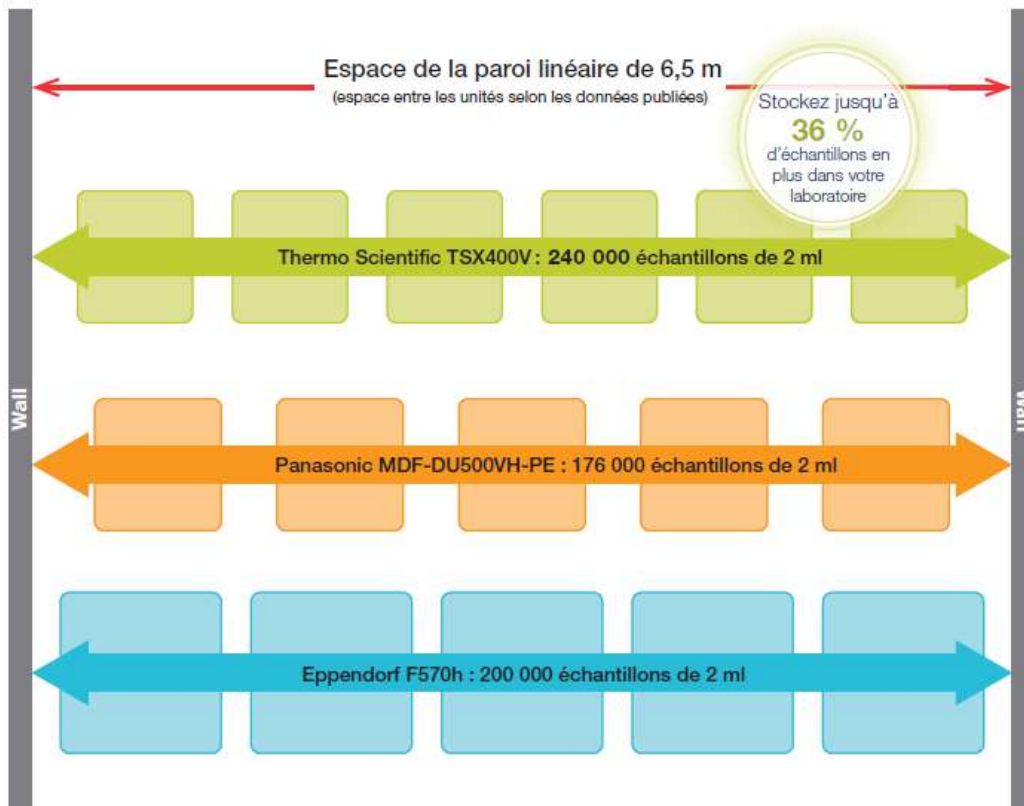 Espace de la paroi linéaire de 6,5 m
(espace entre les unités selon les données publiées)
Stockez jusqu'à
36 %
d'échantillons en
plus dans votre
laboratoire
Thermo Scientific TSX400V : 240 000 échantillons de 2 ml
Wall
Wall
Panasonic MDF-DU500VH-PE : 176 000 échantillons de 2 ml
Eppendorf F570h : 200 000 échantillons de 2 ml